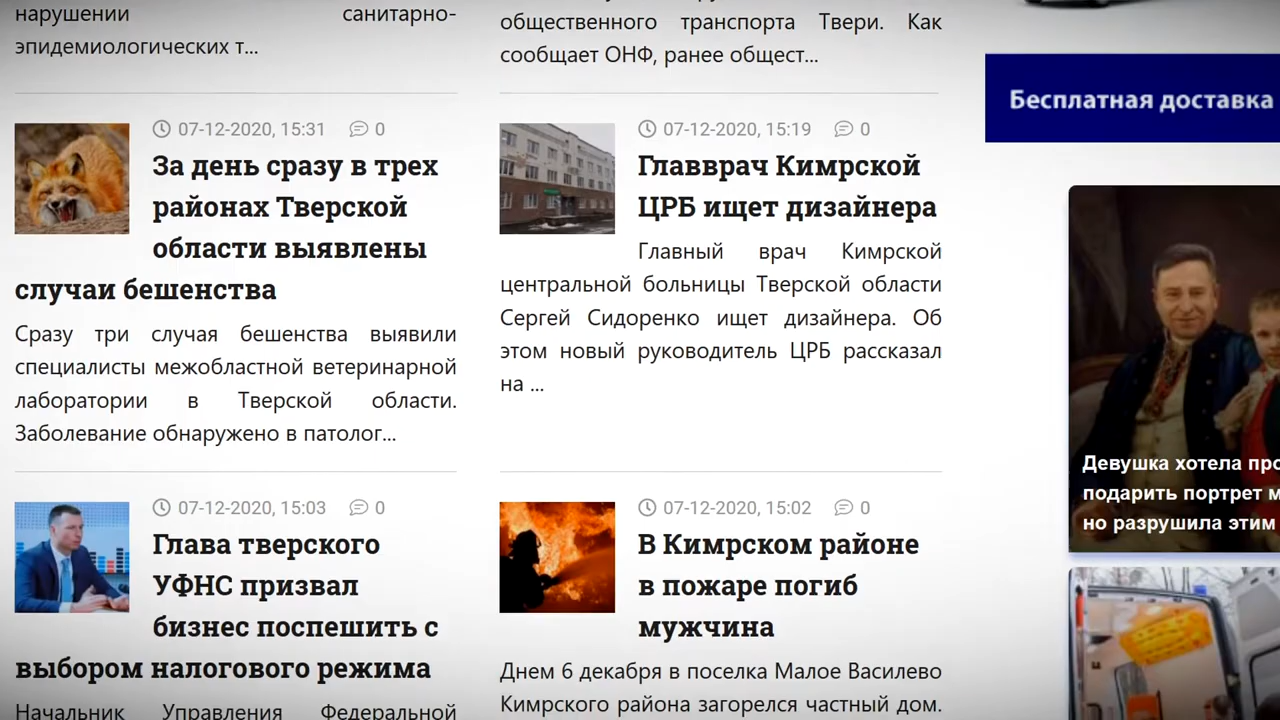 нарушении санитарно-
эпидемиологических т...
общественного транспорта Твери. Как
сообщает ОНФ, ранее общест...
07-12-2020, 15:31 0
За день сразу в трех
районах Тверской
области выявлены
случаи бешенства
Сразу три случая бешенства выявили
специалисты межобластной ветеринарной
лаборатории в Тверской области.
Заболевание обнаружено в патолог...
07-12-2020, 15:19 0
Главврач Кимрской
ЦРБ ищет дизайнера
Главный врач Кимрской
центральной больницы Тверской области
Сергей Сидоренко ищет дизайнера. Об
этом новый руководитель ЦРБ рассказал
на ...
07-12-2020, 15:03 0
Глава тверского
УФНС призвал
бизнес поспешить с
выбором налогового режима
Начальник Управления Федеральной
07-12-2020, 15:02 0
В Кимрском районе
в пожаре погиб
мужчина
Днем 6 декабря в поселка Малое Василево
Кимрского района загорелся частный дом.
Бесплатная доставка
Девушка хотела про
подарить портрет м
но разрушила этим